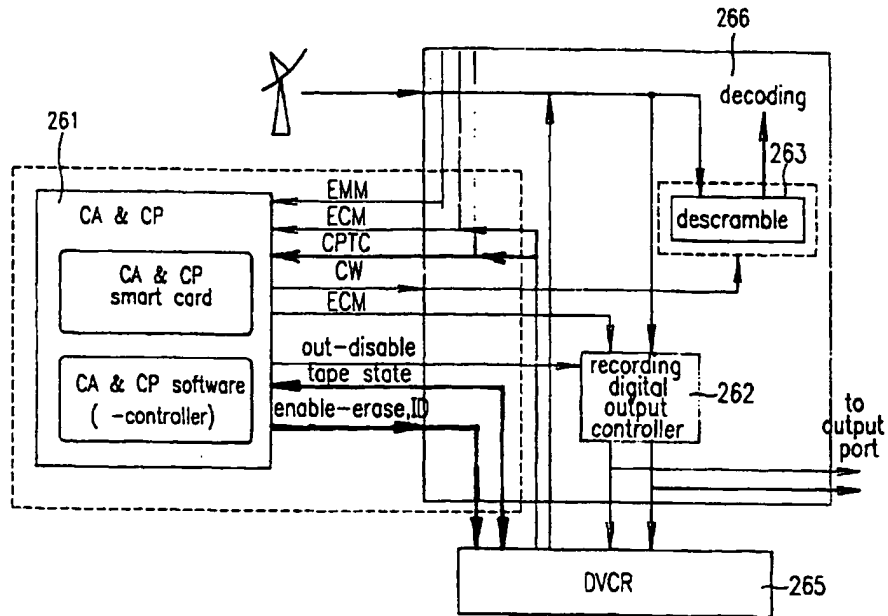 266
decoding
261
263
EMM
CA & CP
ECM
descramble
CPTC
CA & CP
smart card
CW
ECM
out-disable
recording
digital
output
controller
262
tape state
CA & CP software
( -controller)
enable-erase,ID
to
output
port
DVCR
265